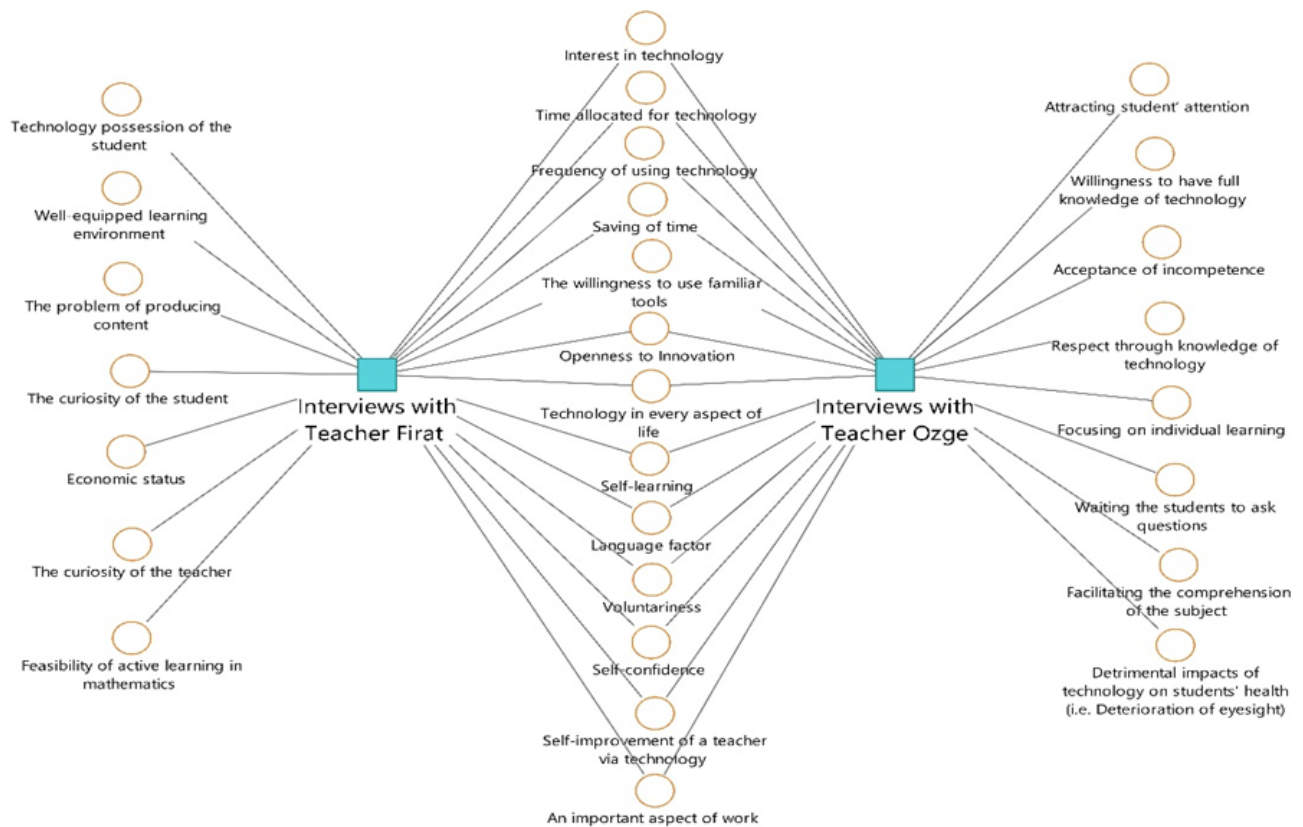 Interest in technology
Time allocated for technology
Frequency of using technology
Saving of time
The willingness to use familiar
tools
Openness to Innovation
Technology in every aspect of
life
Self-learning
Language factor
Voluntariness
Self-confidence
Self-improvement of a teacher
via technology
An important aspect of work
Technology possession of the
student
Well-equipped learning
environment
The problem of producing
content
The curiosity of the student
Economic status
The curiosity of the teacher
Feasibility of active learning in
mathematics
Interviews with
Teacher Firat
Interviews with
Teacher Ozge
Attracting student' attention
Willingness to have full
knowledge of technology
Acceptance of incompetence
Respect through knowledge of
technology
Focusing on individual learning
Waiting the students to ask
questions
Facilitating the comprehension
of the subject
Detrimental impacts of
technology on students' health
(i.e. Deterioration of eyesight)